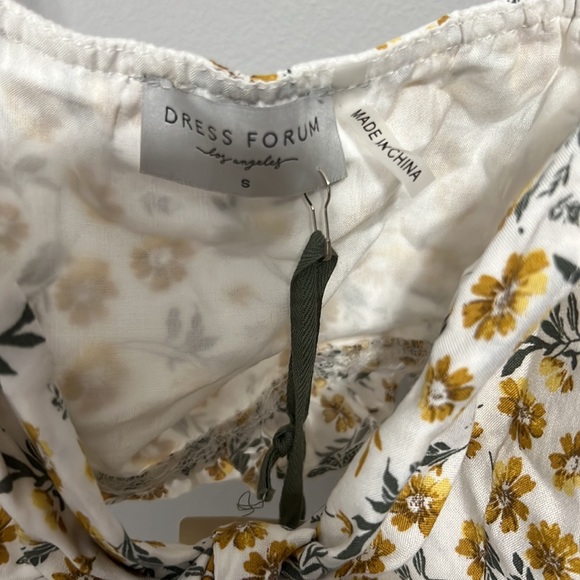 DRESS FORUM
los angeles
S
MADE IN CHINA